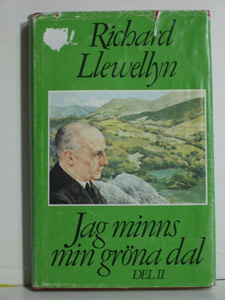 Richard
Llewellyn
Jag minns
min gröna dal
DEL II